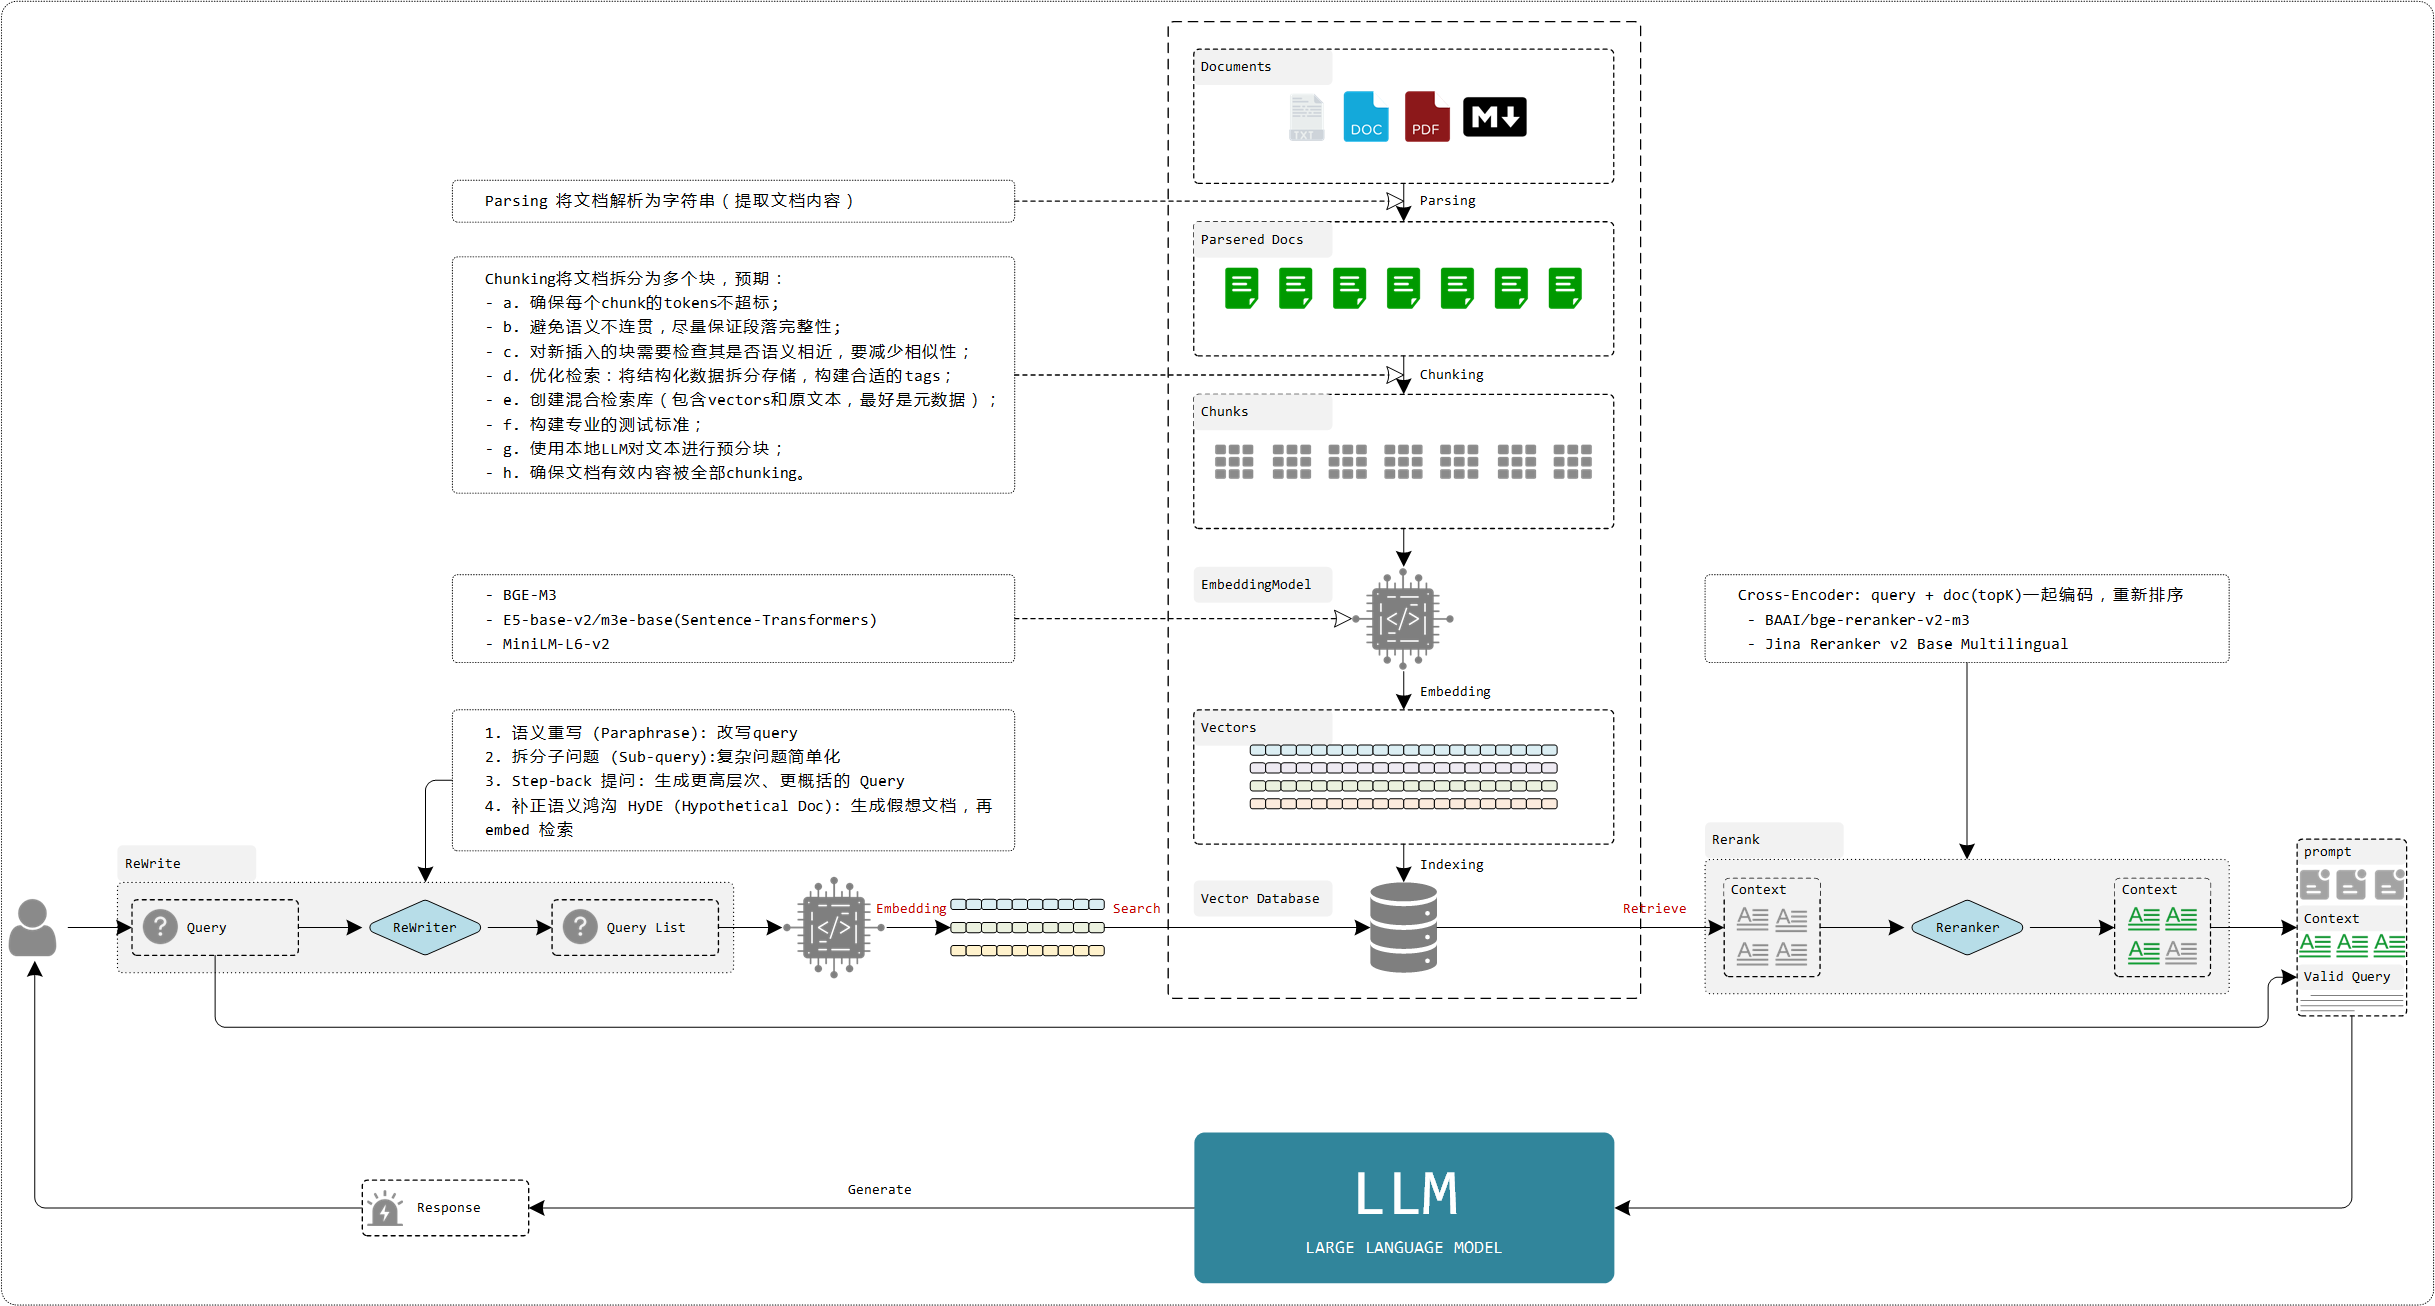 Documents
TXT
DOC
PDF
M
Parsing 将文档解析为字符串（提取文档内容）
Parsing
Parsered Docs
Chunking将文档拆分为多个块，预期：
- a. 确保每个chunk的tokens不超标;
- b. 避免语义不连贯，尽量保证段落完整性;
- c. 对新插入的块需要检查其是否语义相近，要减少相似性；
- d. 优化检索：将结构化数据拆分存储，构建合适的tags；
- e. 创建混合检索库（包含vectors和原文本，最好是元数据）；
- f. 构建专业的测试标准；
- g. 使用本地LLM对文本进行预分块；
- h. 确保文档有效内容被全部chunking。
Chunking
Chunks
- BGE-M3
- E5-base-v2/m3e-base(Sentence-Transformers)
- MiniLM-L6-v2
EmbeddingModel
</>
Cross-Encoder: query + doc(topK)一起编码，重新排序
- BAAI/bge-reranker-v2-m3
- Jina Reranker v2 Base Multilingual
Embedding
1. 语义重写 (Paraphrase): 改写query
2. 拆分子问题 (Sub-query):复杂问题简单化
3. Step-back 提问: 生成更高层次、更概括的 Query
4. 补正语义鸿沟 HyDE (Hypothetical Doc): 生成假想文档，再
embed 检索
Vectors
Indexing
ReWrite
? Query
ReWriter
? Query List
</>
Embedding
Search
Vector Database
Retrieve
Rerank
Context
Reranker
Context
prompt
Context
Valid Query
LLM
LARGE LANGUAGE MODEL
Generate
Response